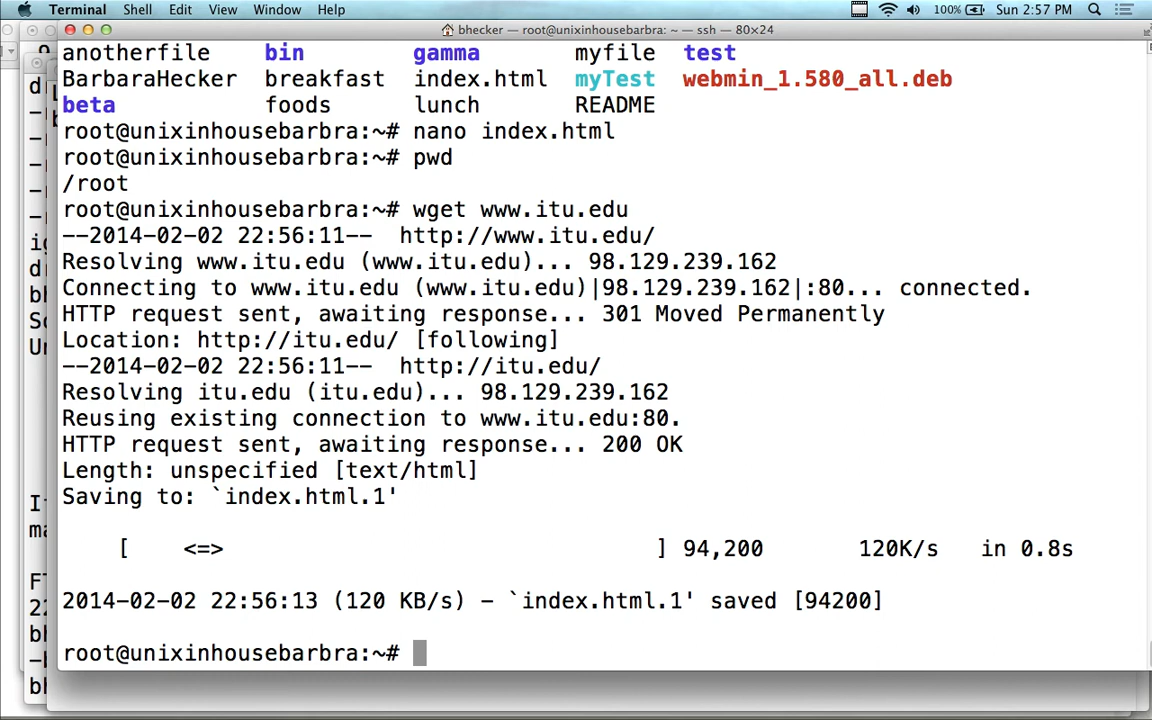 Terminal Shell Edit View Window Help 100% Sun 2:57 PM
bhecker — root@unixinhousebarbra: ~ — ssh — 80×24
anotherfile bin gamma myfile test
BarbaraHecker breakfast index.html myTest webmin_1.580_all.deb
beta foods lunch README
root@unixinhousebarbra:~# nano index.html
root@unixinhousebarbra:~# pwd
/root
root@unixinhousebarbra:~# wget www.itu.edu
--2014-02-02 22:56:11-- http://www.itu.edu/
Resolving www.itu.edu (www.itu.edu)... 98.129.239.162
Connecting to www.itu.edu (www.itu.edu)|98.129.239.162|:80... connected.
HTTP request sent, awaiting response... 301 Moved Permanently
Location: http://itu.edu/ [following]
--2014-02-02 22:56:11-- http://itu.edu/
Resolving itu.edu (itu.edu)... 98.129.239.162
Reusing existing connection to www.itu.edu:80.
HTTP request sent, awaiting response... 200 OK
Length: unspecified [text/html]
Saving to: `index.html.1'
[ <=> ] 94,200 120K/s in 0.8s
2014-02-02 22:56:13 (120 KB/s) - `index.html.1' saved [94200]
root@unixinhousebarbra:~#